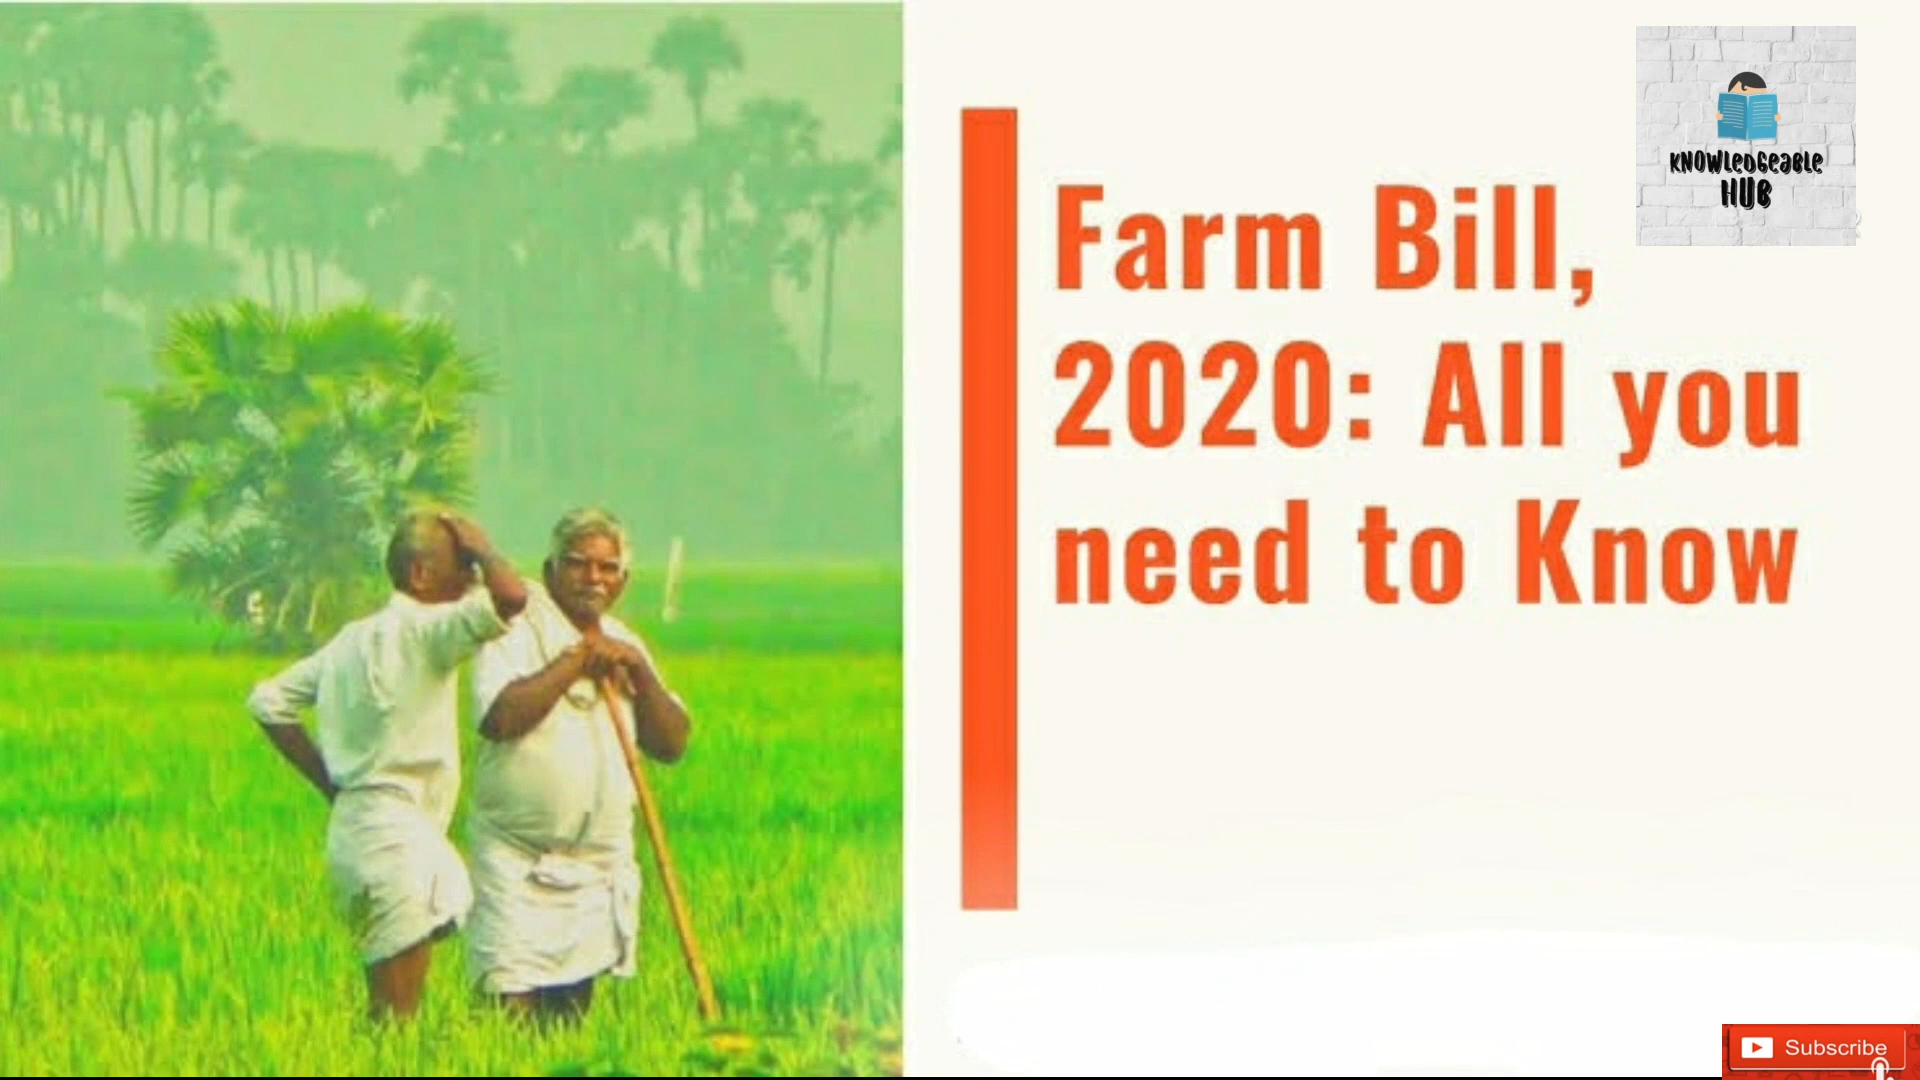 KNOWLEDGEABLE
HUB
Farm Bill,
2020: All you
need to Know
Subscribe